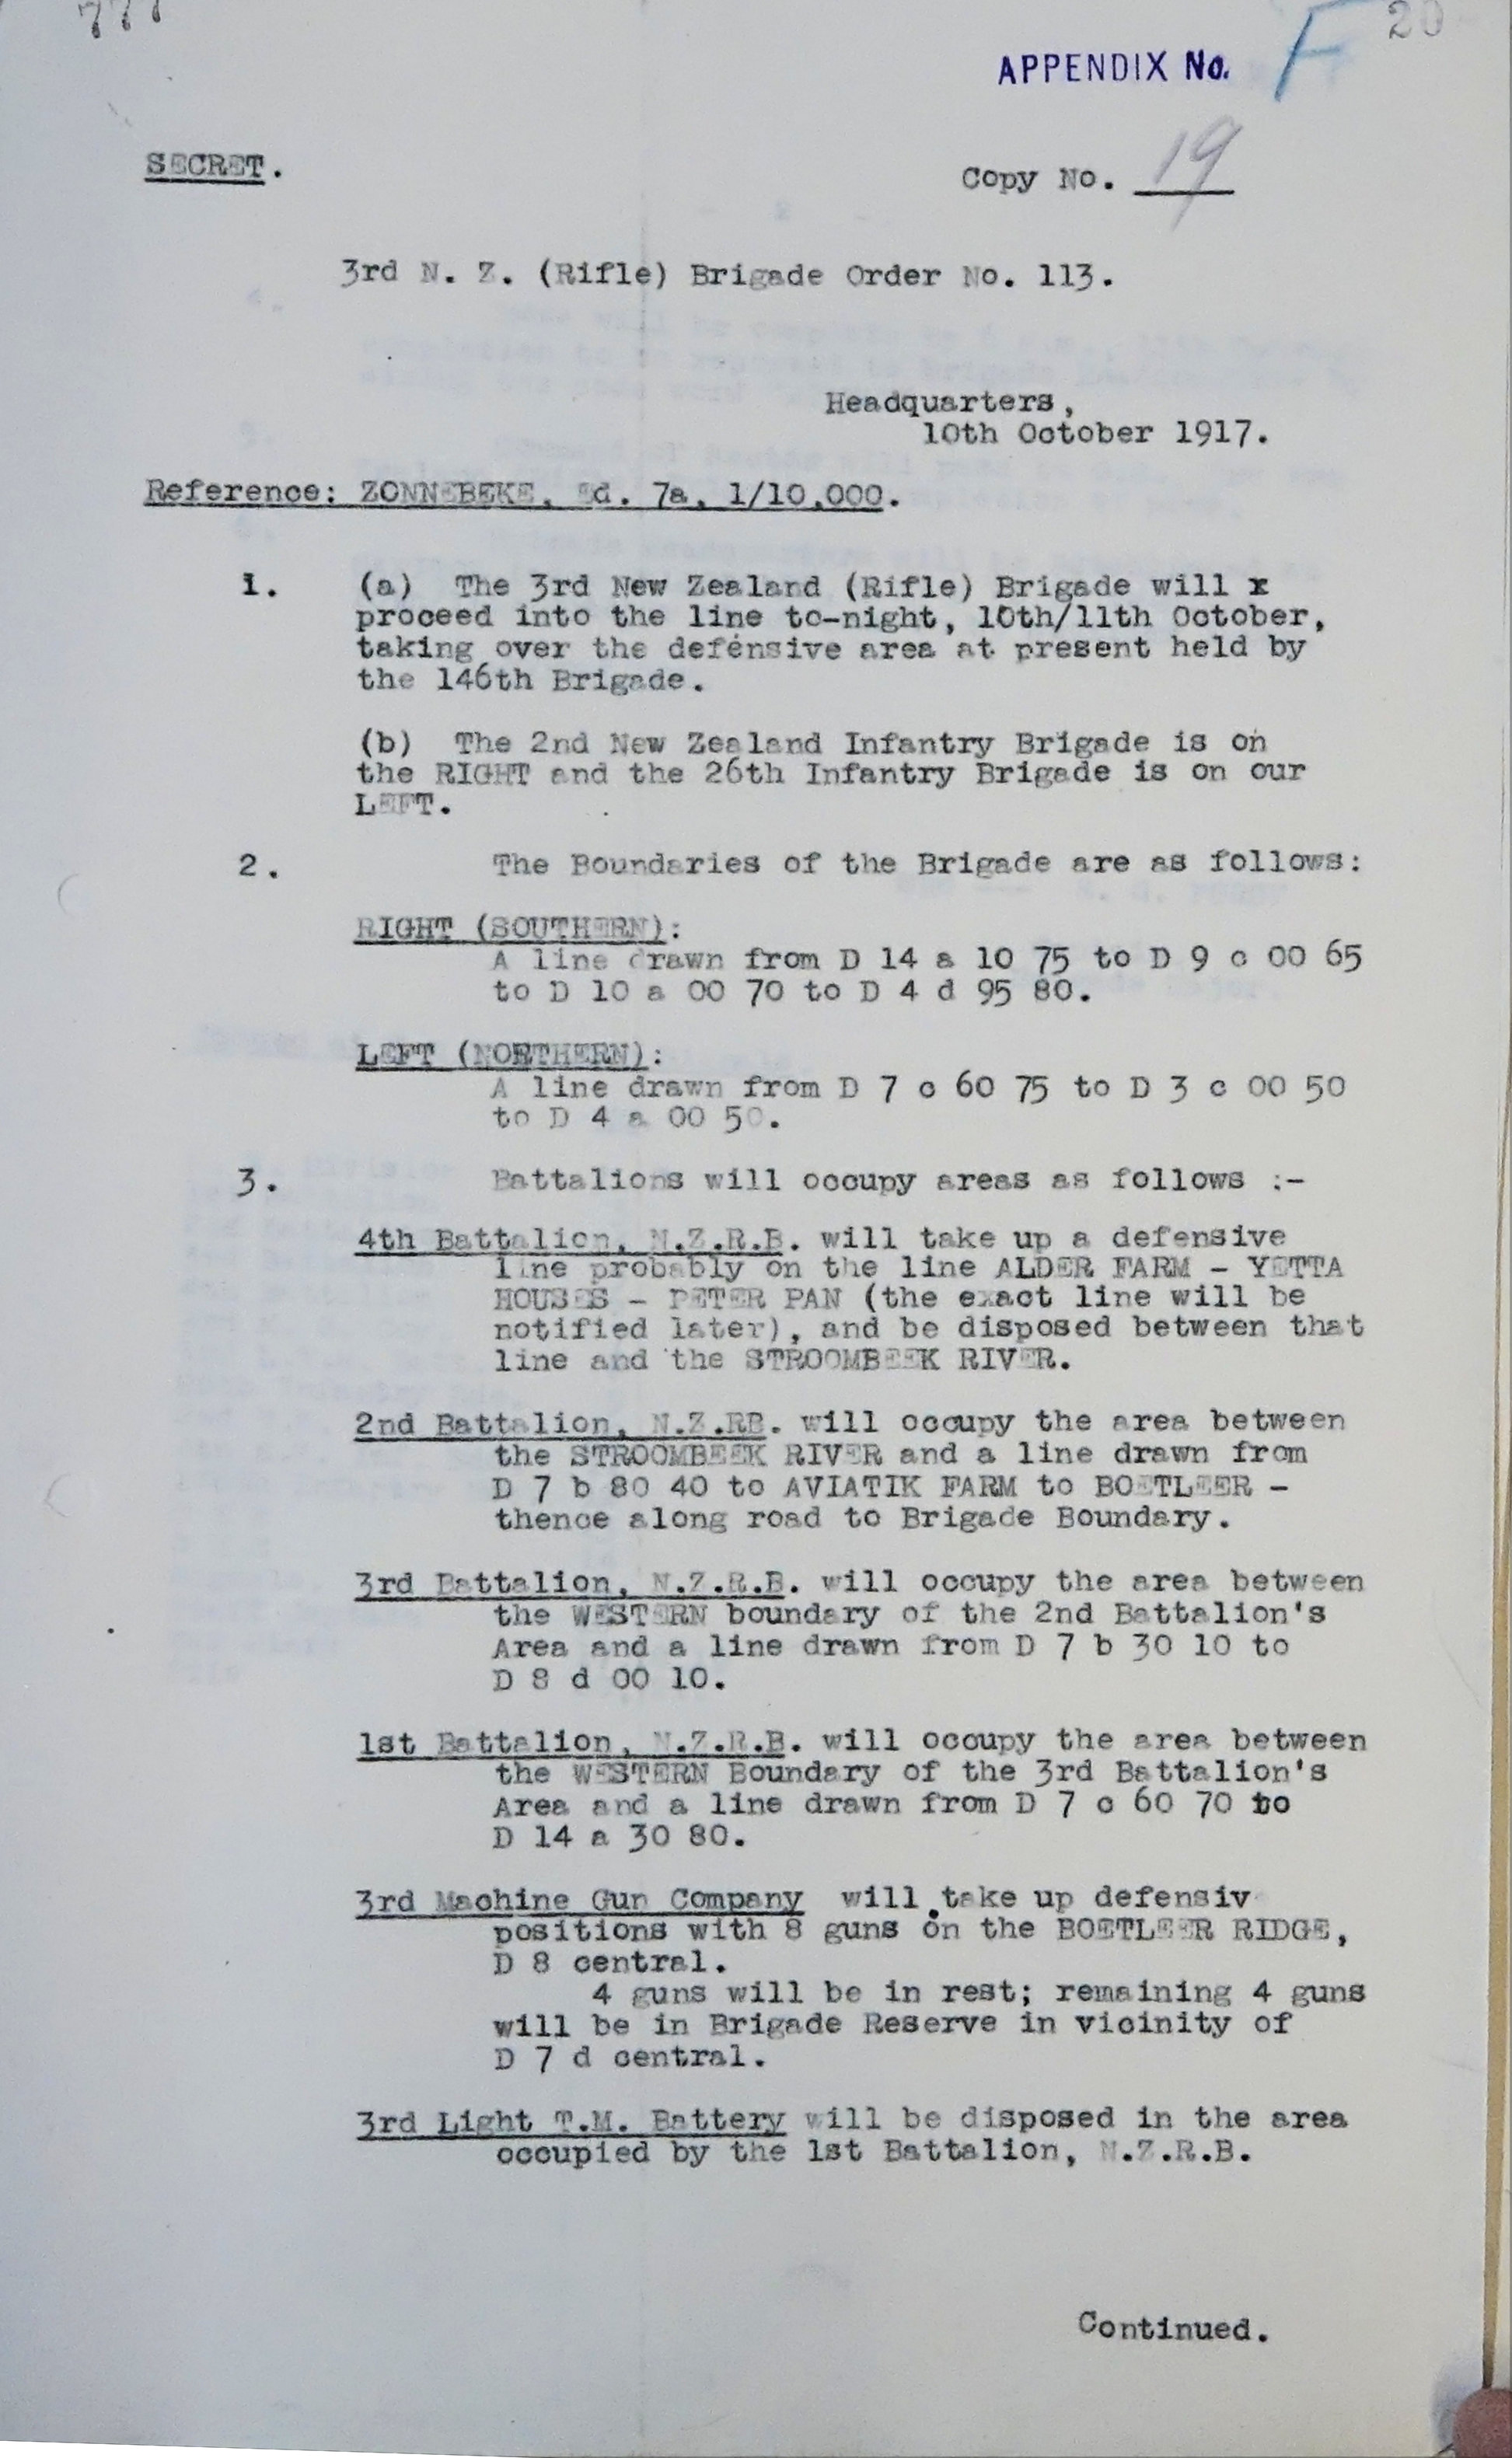 777
20
APPENDIX No. F
SECRET.
Copy No. 19
3rd N. Z. (Rifle) Brigade Order No. 113.
Headquarters,
10th October 1917.
Reference: ZONNEBEKE, Ed. 7a, 1/10,000.
1. (a) The 3rd New Zealand (Rifle) Brigade will x
proceed into the line to-night, 10th/11th October,
taking over the defensive area at present held by
the 146th Brigade.
(b) The 2nd New Zealand Infantry Brigade is on
the RIGHT and the 26th Infantry Brigade is on our
LEFT.
2. The Boundaries of the Brigade are as follows:
RIGHT (SOUTHERN):
A line drawn from D 14 a 10 75 to D 9 c 00 65
to D 10 a 00 70 to D 4 d 95 80.
LEFT (NORTHERN):
A line drawn from D 7 c 60 75 to D 3 c 00 50
to D 4 a 00 50.
3. Battalions will occupy areas as follows :-
4th Battalion, N.Z.R.B. will take up a defensive
line probably on the line ALDER FARM - YETTA
HOUSES - PETER PAN (the exact line will be
notified later), and be disposed between that
line and the STROOMBEEK RIVER.
2nd Battalion, N.Z.RB. will occupy the area between
the STROOMBEEK RIVER and a line drawn from
D 7 b 80 40 to AVIATIK FARM to BOETLEER -
thence along road to Brigade Boundary.
3rd Battalion, N.Z.R.B. will occupy the area between
the WESTERN boundary of the 2nd Battalion's
Area and a line drawn from D 7 b 30 10 to
D 8 d 00 10.
1st Battalion, N.Z.R.B. will occupy the area between
the WESTERN Boundary of the 3rd Battalion's
Area and a line drawn from D 7 c 60 70 to
D 14 a 30 80.
3rd Machine Gun Company will take up defensiv
positions with 8 guns on the BOETLEER RIDGE,
D 8 central.
4 guns will be in rest; remaining 4 guns
will be in Brigade Reserve in vicinity of
D 7 d central.
3rd Light T.M. Battery will be disposed in the area
occupied by the 1st Battalion, N.Z.R.B.
Continued.